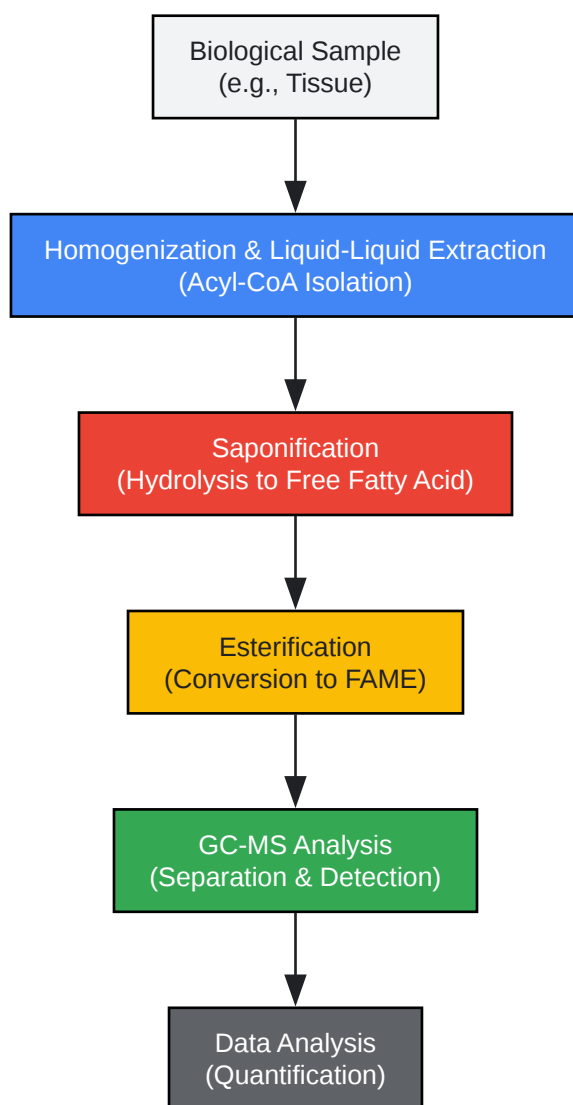 Biological Sample
(e.g., Tissue)
Homogenization & Liquid-Liquid Extraction
(Acyl-CoA Isolation)
Saponification
(Hydrolysis to Free Fatty Acid)
Esterification
(Conversion to FAME)
GC-MS Analysis
(Separation & Detection)
Data Analysis
(Quantification)